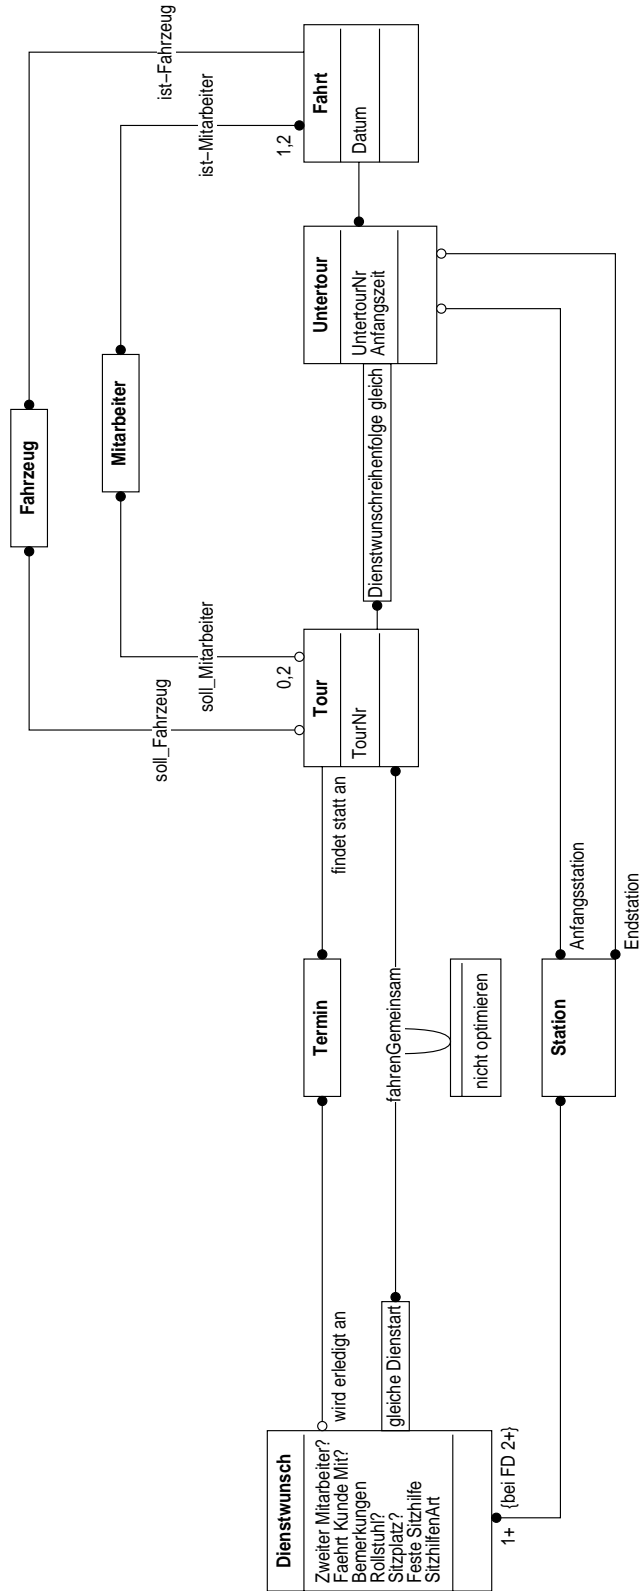 Dienstwunsch
Zweiter Mitarbeiter?
Faehrt Kunde Mit?
Bemerkungen
Rollstuhl?
Sitzplatz?
Feste Sitzhilfe
SitzhilfenArt
wird erledigt an
gleiche Dienstart
1+ {bei FD 2+}
Termin
fahrenGemeinsam
nicht optimieren
Station
Anfangsstation
Endstation
findet statt an
Tour
TourNr
0,2
soll_Fahrzeug
soll_Mitarbeiter
Fahrzeug
Mitarbeiter
Dienstwunschreihenfolge gleich
Untertour
UntertourNr
Anfangszeit
Fahrt
Datum
1,2
ist-Mitarbeiter
ist-Fahrzeug